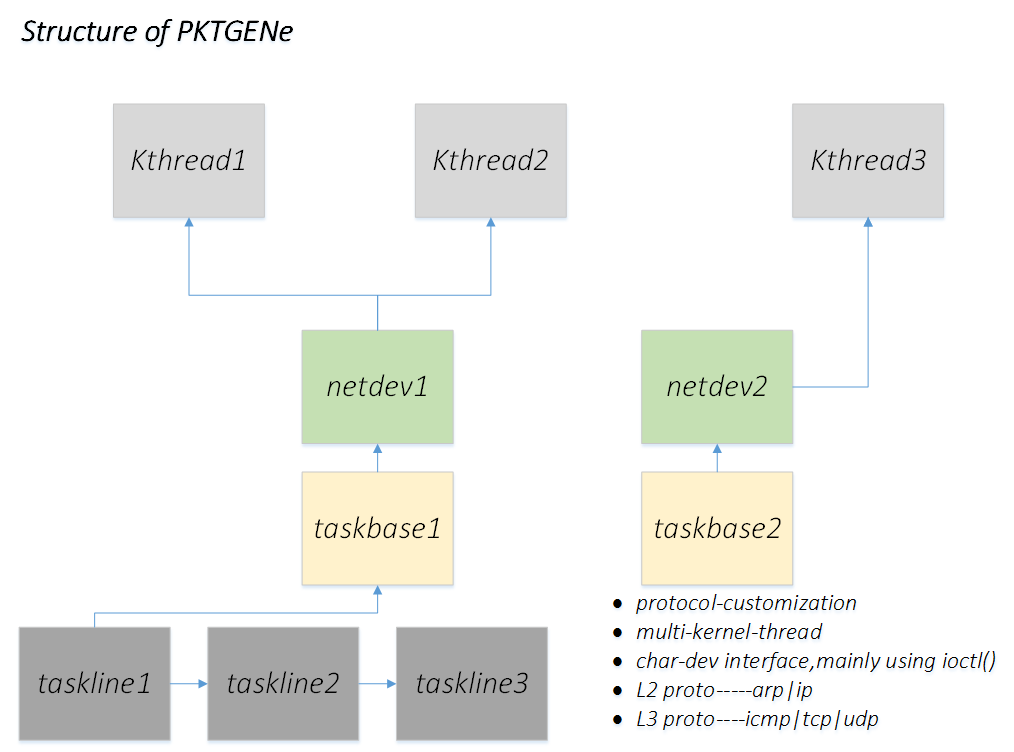 Structure of PKTGENe
Kthread1
Kthread2
Kthread3
netdev1
netdev2
taskbase1
taskbase2
● protocol-customization
● multi-kernel-thread
● char-dev interface,mainly using ioctl()
● L2 proto-----arp|ip
● L3 proto----icmp|tcp|udp
taskline1
taskline2
taskline3